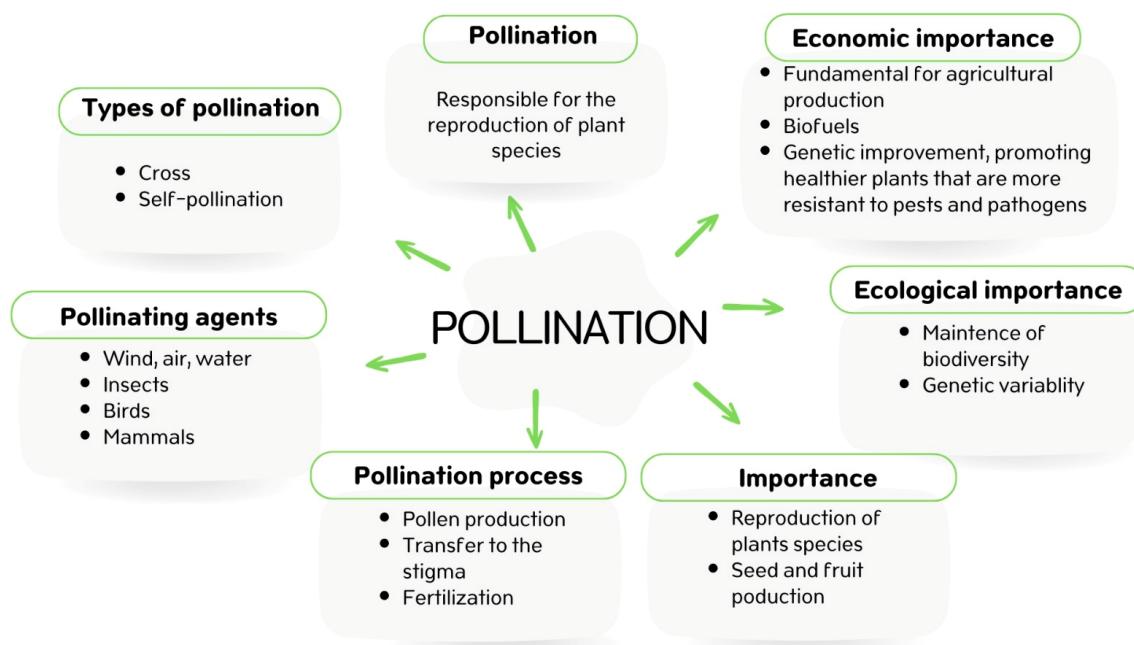 Pollination
Responsible for the
reproduction of plant
species
Economic importance
• Fundamental for agricultural
production
• Biofuels
• Genetic improvement, promoting
healthier plants that are more
resistant to pests and pathogens
Types of pollination
• Cross
• Self-pollination
POLLINATION
Ecological importance
• Maintence of
biodiversity
• Genetic variablity
Pollinating agents
• Wind, air, water
• Insects
• Birds
• Mammals
Pollination process
• Pollen production
• Transfer to the
stigma
• Fertilization
Importance
• Reproduction of
plants species
• Seed and fruit
poduction